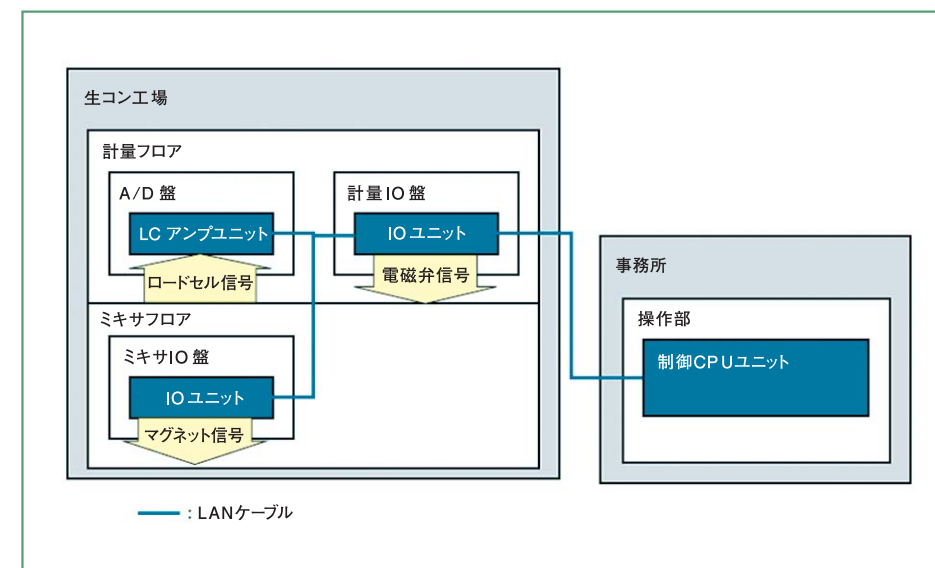 生コン工場
計量フロア
A/D 盤
LC アンプユニット
ロードセル信号
計量IO 盤
IO ユニット
電磁弁信号
ミキサフロア
ミキサIO 盤
IO ユニット
マグネット信号
事務所
操作部
制御CPUユニット
：LANケーブル